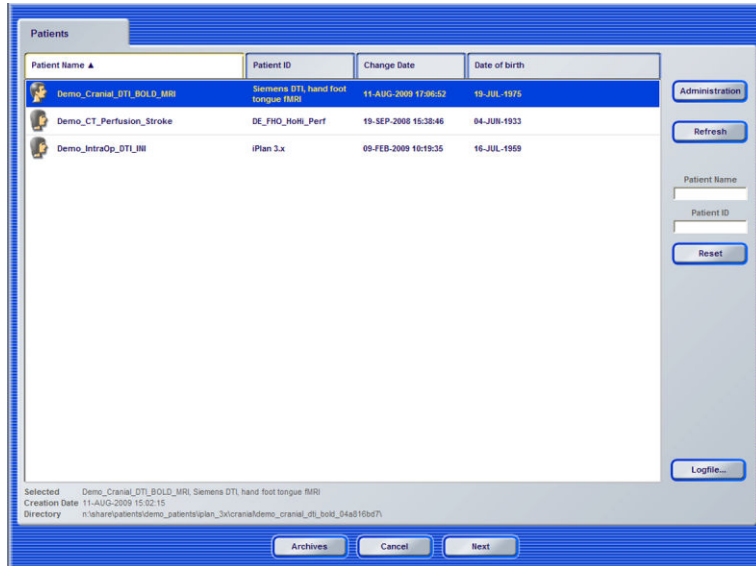 Patients
Patient Name ▲ Patient ID Change Date Date of birth
Demo_Cranial_DTI_BOLD_MRI Siemens DTI, hand foot tongue fMRI 11-AUG-2009 17:06:52 19-JUL-1975
Demo_CT_Perfusion_Stroke DE_FHO_HoHi_Perf 19-SEP-2008 15:38:46 04-JUN-1933
Demo_IntraOp_DTI_INI iPlan 3.x 09-FEB-2009 10:19:35 16-JUL-1959
Administration
Refresh
Patient Name
Patient ID
Reset
Logfile...
Selected Demo_Cranial_DTI_BOLD_MRI, Siemens DTI, hand foot tongue fMRI
Creation Date 11-AUG-2009 15:02:15
Directory n:\share\patients\demo_patients\iplan_3x\cranial\demo_cranial_dti_bold_04a816bd7\
Archives Cancel Next